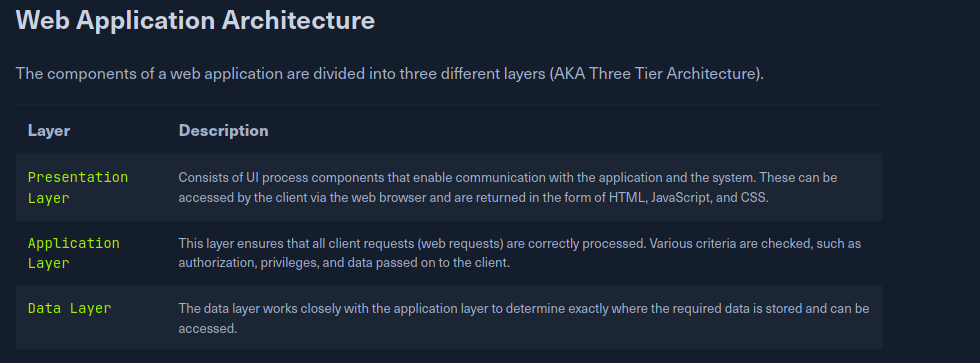 Web Application Architecture
The components of a web application are divided into three different layers (AKA Three Tier Architecture).
Layer Description
Presentation Layer
Consists of UI process components that enable communication with the application and the system. These can be
accessed by the client via the web browser and are returned in the form of HTML, JavaScript, and CSS.
Application Layer
This layer ensures that all client requests (web requests) are correctly processed. Various criteria are checked, such as
authorization, privileges, and data passed on to the client.
Data Layer
The data layer works closely with the application layer to determine exactly where the required data is stored and can be
accessed.